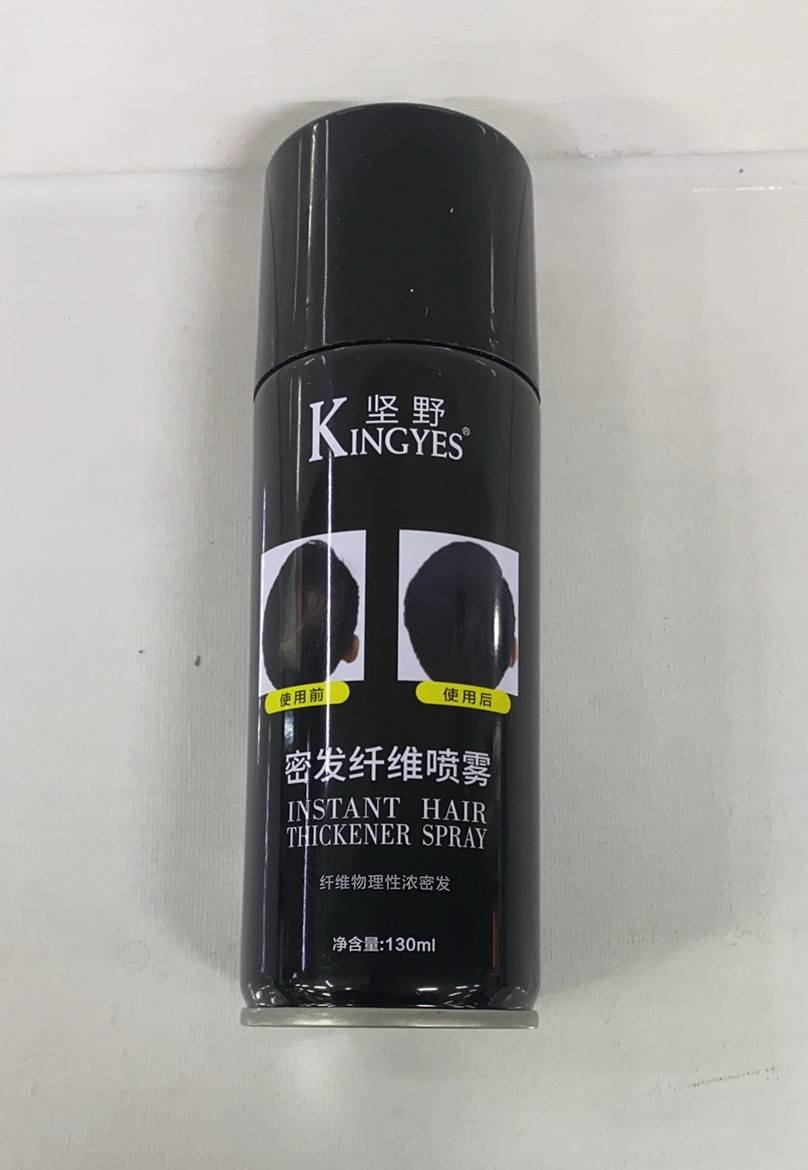 坚野
KINGYES®
使用前
使用后
密发纤维喷雾
INSTANT HAIR
THICKENER SPRAY
纤维物理性浓密发
净含量:130ml